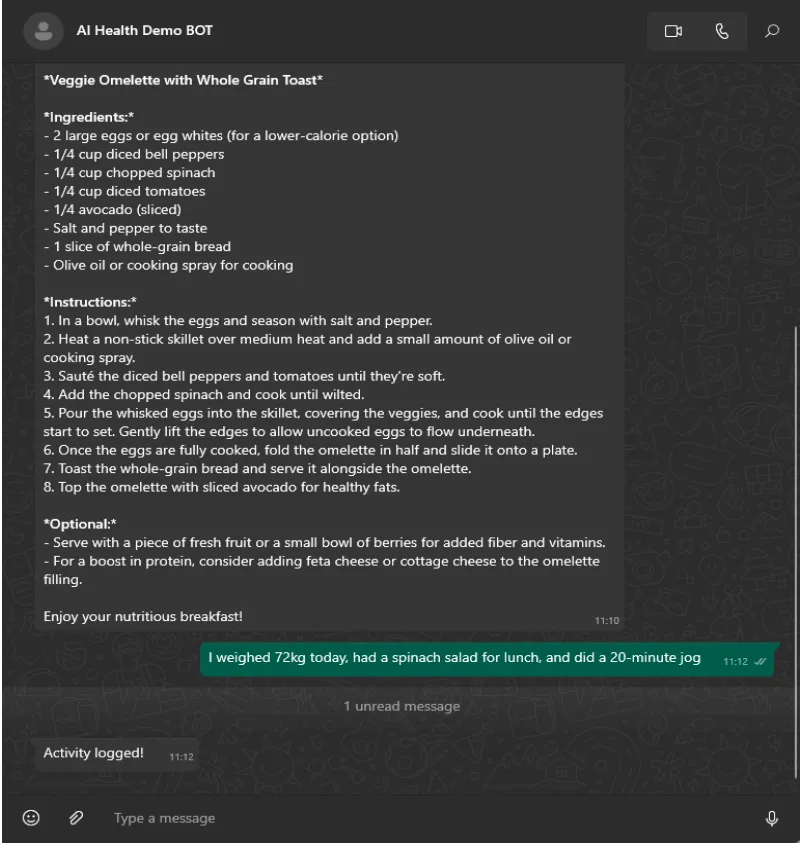 AI Health Demo BOT
*Veggie Omelette with Whole Grain Toast*
*Ingredients:*
- 2 large eggs or egg whites (for a lower-calorie option)
- 1/4 cup diced bell peppers
- 1/4 cup chopped spinach
- 1/4 cup diced tomatoes
- 1/4 avocado (sliced)
- Salt and pepper to taste
- 1 slice of whole-grain bread
- Olive oil or cooking spray for cooking
*Instructions:*
1. In a bowl, whisk the eggs and season with salt and pepper.
2. Heat a non-stick skillet over medium heat and add a small amount of olive oil or
cooking spray.
3. Sauté the diced bell peppers and tomatoes until they're soft.
4. Add the chopped spinach and cook until wilted.
5. Pour the whisked eggs into the skillet, covering the veggies, and cook until the edges
start to set. Gently lift the edges to allow uncooked eggs to flow underneath.
6. Once the eggs are fully cooked, fold the omelette in half and slide it onto a plate.
7. Toast the whole-grain bread and serve it alongside the omelette.
8. Top the omelette with sliced avocado for healthy fats.
*Optional:*
- Serve with a piece of fresh fruit or a small bowl of berries for added fiber and vitamins.
- For a boost in protein, consider adding feta cheese or cottage cheese to the omelette
filling.
Enjoy your nutritious breakfast!
11:10
I weighed 72kg today, had a spinach salad for lunch, and did a 20-minute jog
11:12
1 unread message
Activity logged!
11:12
Type a message